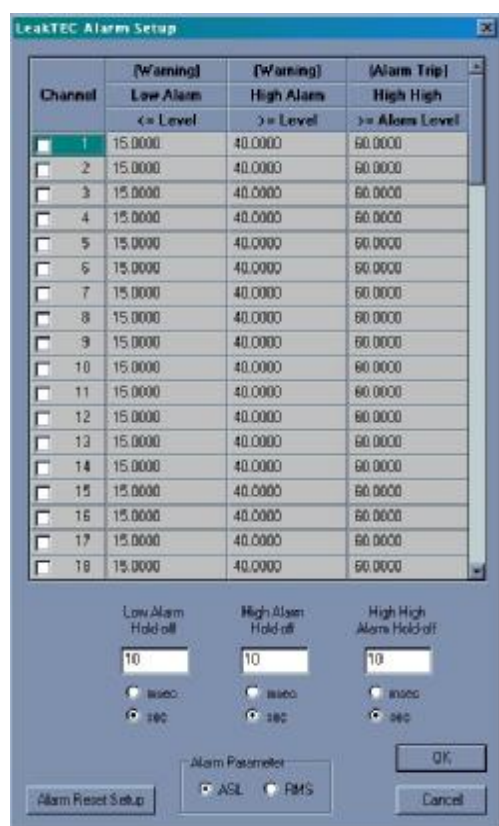 LeakTEC Alarm Setup
Channel (Warning) Low Alarm <= Level (Warning) High Alarm >= Level (Alarm Trip) High High >= Alarm Level
1 15.0000 40.0000 60.0000
2 15.0000 40.0000 60.0000
3 15.0000 40.0000 60.0000
4 15.0000 40.0000 60.0000
5 15.0000 40.0000 60.0000
6 15.0000 40.0000 60.0000
7 15.0000 40.0000 60.0000
8 15.0000 40.0000 60.0000
9 15.0000 40.0000 60.0000
10 15.0000 40.0000 60.0000
11 15.0000 40.0000 60.0000
12 15.0000 40.0000 60.0000
13 15.0000 40.0000 60.0000
14 15.0000 40.0000 60.0000
15 15.0000 40.0000 60.0000
16 15.0000 40.0000 60.0000
17 15.0000 40.0000 60.0000
18 15.0000 40.0000 60.0000
Low Alarm High Alarm High High
Hold-off Hold-off Alarm Hold-off
10 10 10
msec msec msec
sec sec sec
Alarm Parameter
ASL RMS
OK
Alarm Reset Setup
Cancel